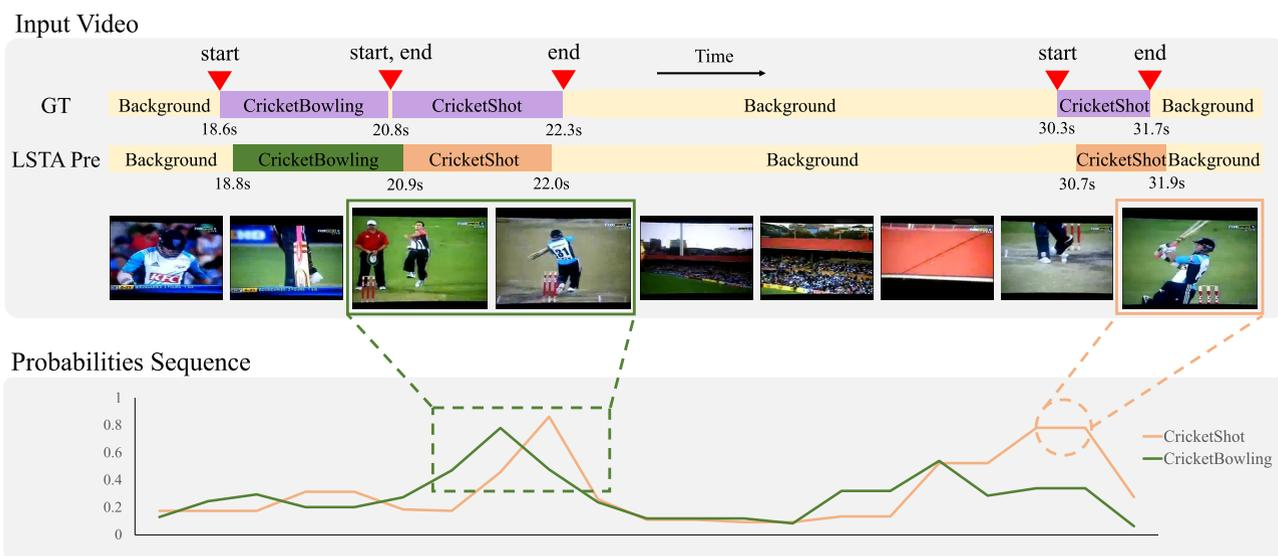 Input Video
start
start, end
end
Time
start
end
GT
Background
CricketBowling
CricketShot
Background
CricketShot
Background
18.6s
20.8s
22.3s
30.3s
31.7s
LSTA Pre
Background
CricketBowling
CricketShot
Background
CricketShot
Background
18.8s
20.9s
22.0s
30.7s
31.9s
KFC
81
Probabilities Sequence
1
0.8
0.6
0.4
0.2
0
CricketShot
CricketBowling